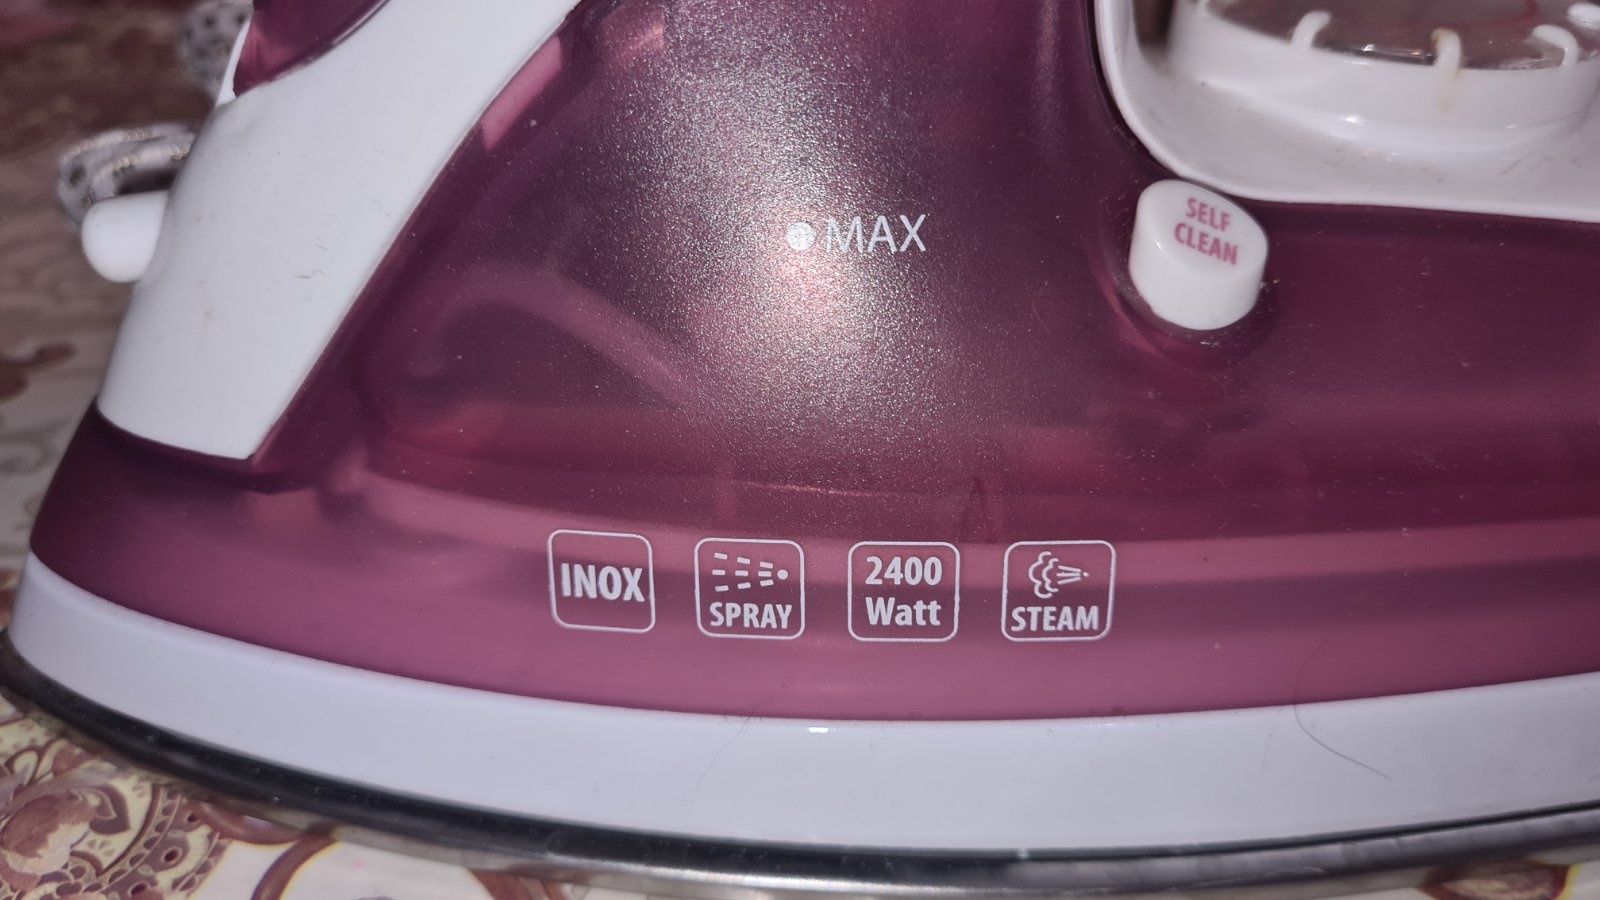 MAX
SELF
CLEAN
INOX
SPRAY
2400
Watt
STEAM